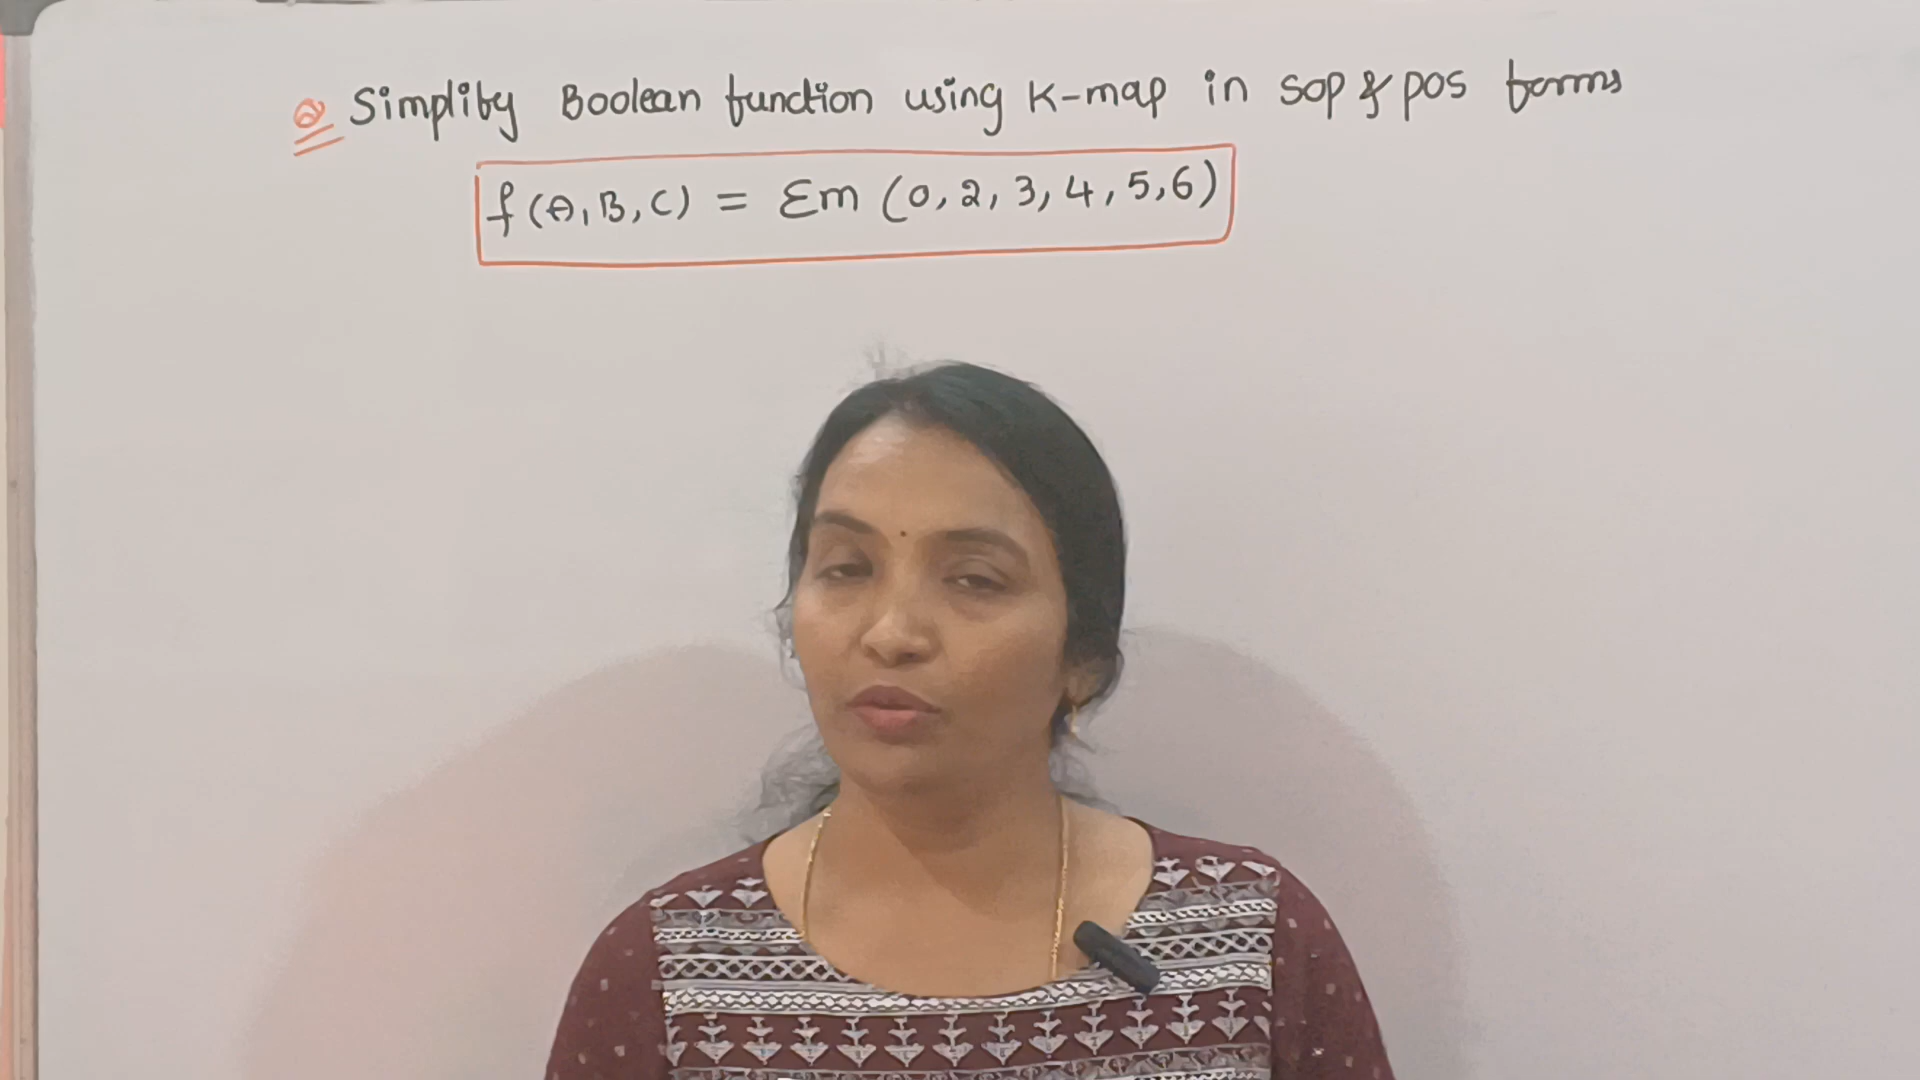 Q Simplify Boolean function using K-map in SOP & POS forms
f(A,B,C) = Σm (0,2,3,4,5,6)